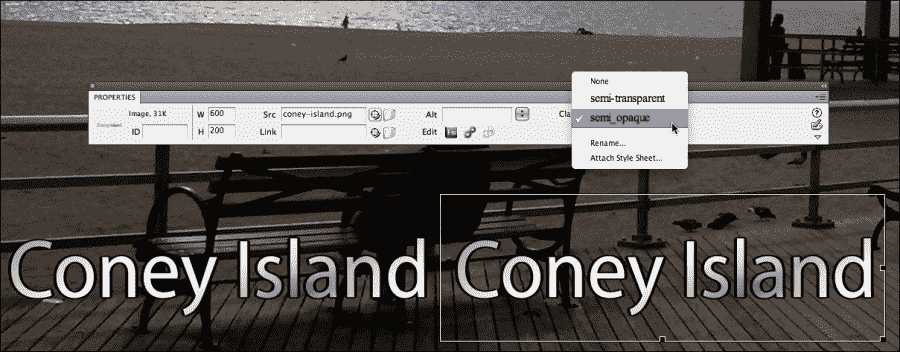 None
PROPERTIES
semi-transparent
Image, 31K W 600 Src coney-island.png Alt Cla
✓ semi_opaque
ID H 200 Link Edit
Rename...
Attach Style Sheet...
Coney Island Coney Island